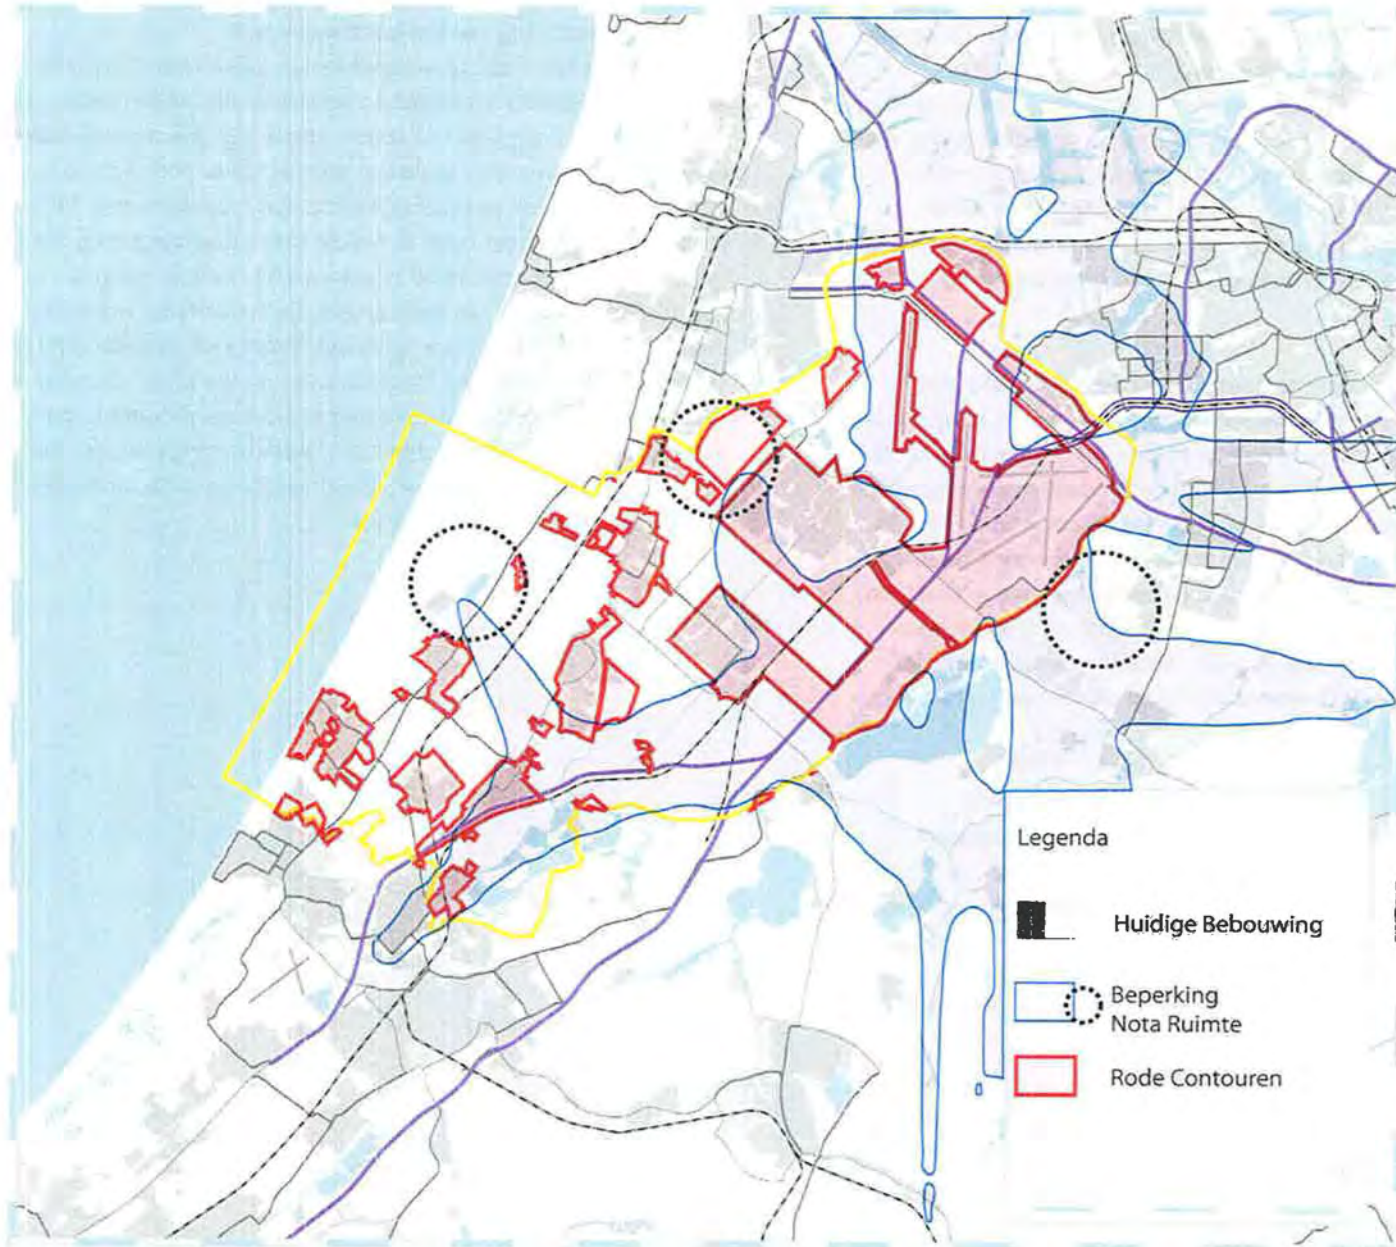 Legenda
Huidige Bebouwing
Beperking
Nota Ruimte
Rode Contouren